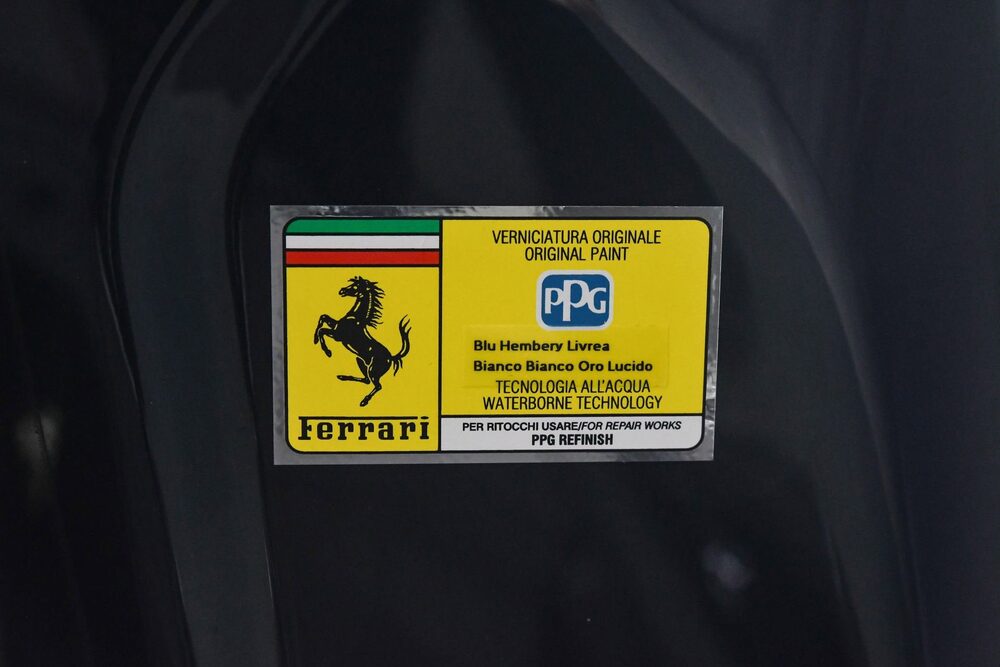 VERNICIATURA ORIGINALE
ORIGINAL PAINT
PPG
Blu Hembery Livrea
Bianco Bianco Oro Lucido
TECNOLOGIA ALL'ACQUA
WATERBORNE TECHNOLOGY
Ferrari
PER RITOCCHI USARE/FOR REPAIR WORKS
PPG REFINISH